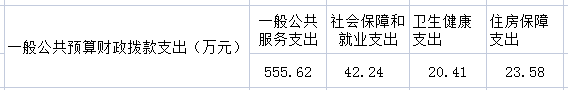 一般公共预算财政拨款支出（万元）
一般公共
服务支出
社会保障和
就业支出
卫生健康
支出
住房保障
支出
555.62
42.24
20.41
23.58